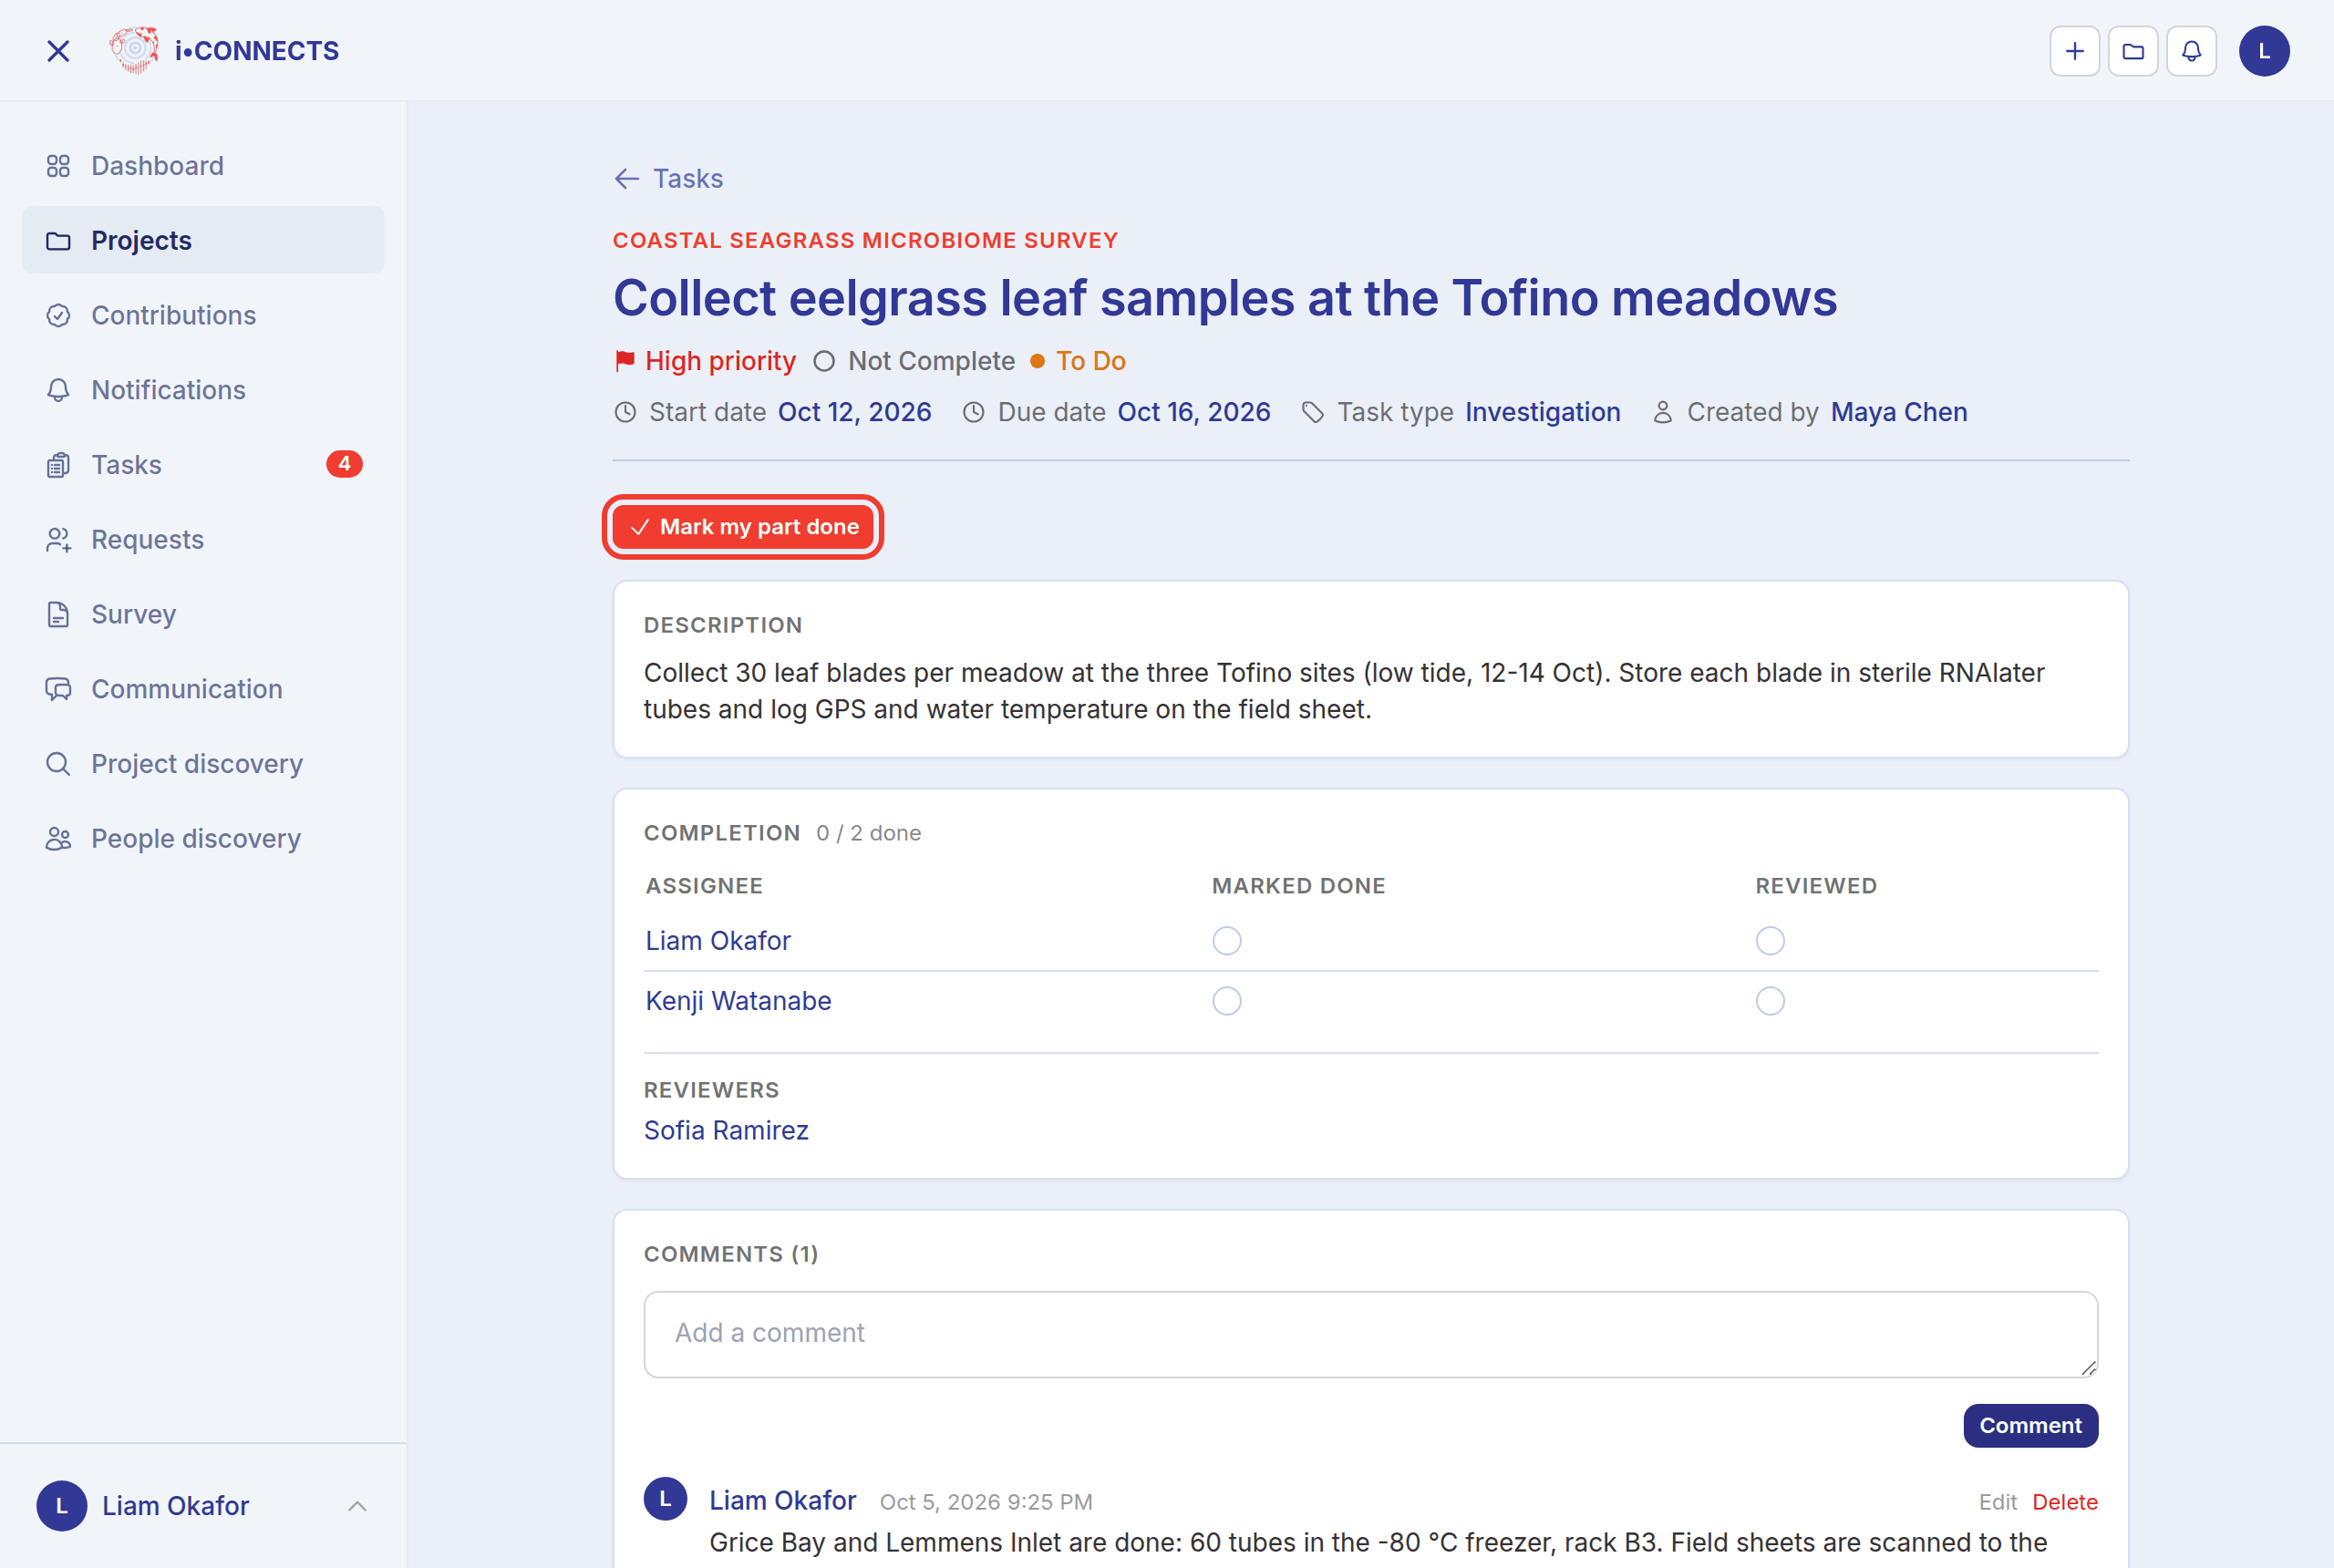 i•CONNECTS
L
Dashboard
Projects
Contributions
Notifications
Tasks 4
Requests
Survey
Communication
Project discovery
People discovery
L Liam Okafor
Tasks
COASTAL SEAGRASS MICROBIOME SURVEY
Collect eelgrass leaf samples at the Tofino meadows
High priority Not Complete To Do
Start date Oct 12, 2026 Due date Oct 16, 2026 Task type Investigation Created by Maya Chen
Mark my part done
DESCRIPTION
Collect 30 leaf blades per meadow at the three Tofino sites (low tide, 12-14 Oct). Store each blade in sterile RNAlater
tubes and log GPS and water temperature on the field sheet.
COMPLETION 0 / 2 done
ASSIGNEE MARKED DONE REVIEWED
Liam Okafor
Kenji Watanabe
REVIEWERS
Sofia Ramirez
COMMENTS (1)
Add a comment
Comment
L Liam Okafor Oct 5, 2026 9:25 PM Edit Delete
Grice Bay and Lemmens Inlet are done: 60 tubes in the -80 °C freezer, rack B3. Field sheets are scanned to the